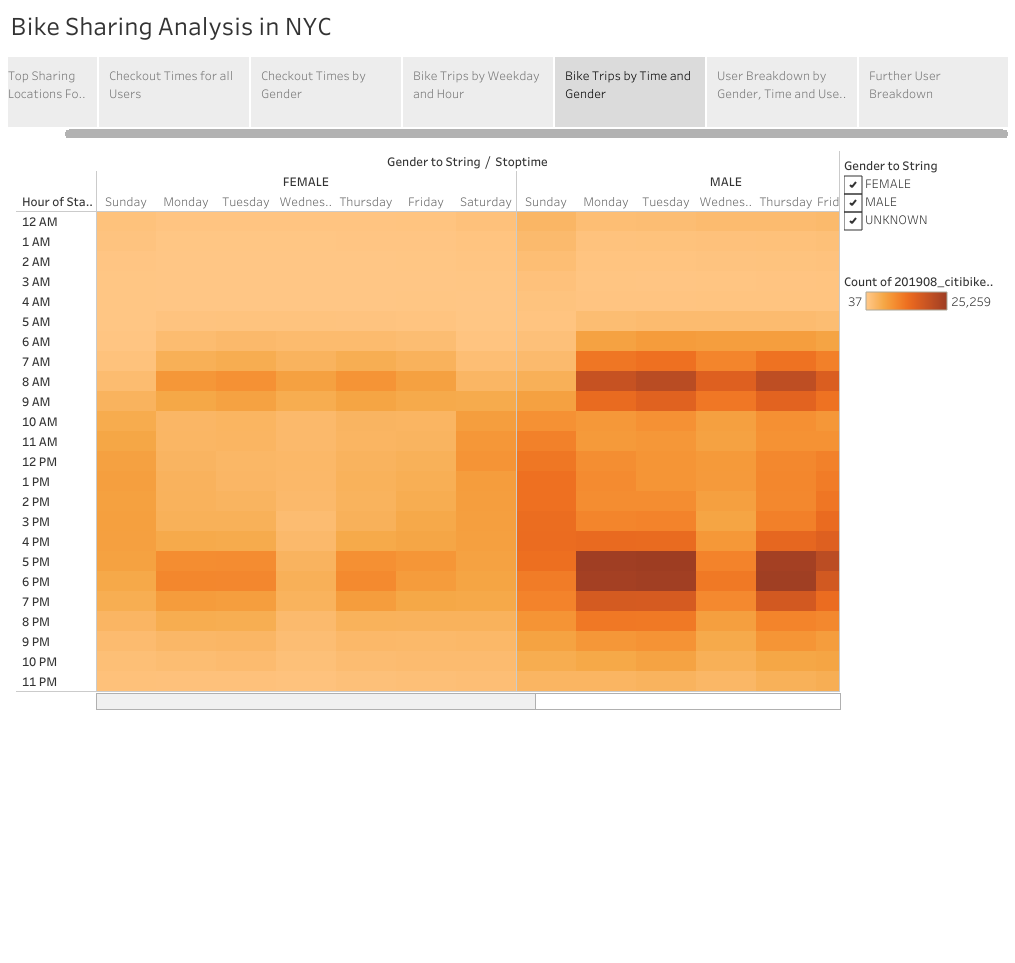 Bike Sharing Analysis in NYC
Top Sharing
Locations Fo..
Checkout Times for all
Users
Checkout Times by
Gender
Bike Trips by Weekday
and Hour
Bike Trips by Time and
Gender
User Breakdown by
Gender, Time and Use..
Further User
Breakdown
Gender to String / Stoptime
FEMALE
MALE
Hour of Sta..
Sunday
Monday
Tuesday
Wednes..
Thursday
Friday
Saturday
Sunday
Monday
Tuesday
Wednes..
Thursday
Frid
12 AM
1 AM
2 AM
3 AM
4 AM
5 AM
6 AM
7 AM
8 AM
9 AM
10 AM
11 AM
12 PM
1 PM
2 PM
3 PM
4 PM
5 PM
6 PM
7 PM
8 PM
9 PM
10 PM
11 PM
Gender to String
FEMALE
MALE
UNKNOWN
Count of 201908_citibike..
37
25,259